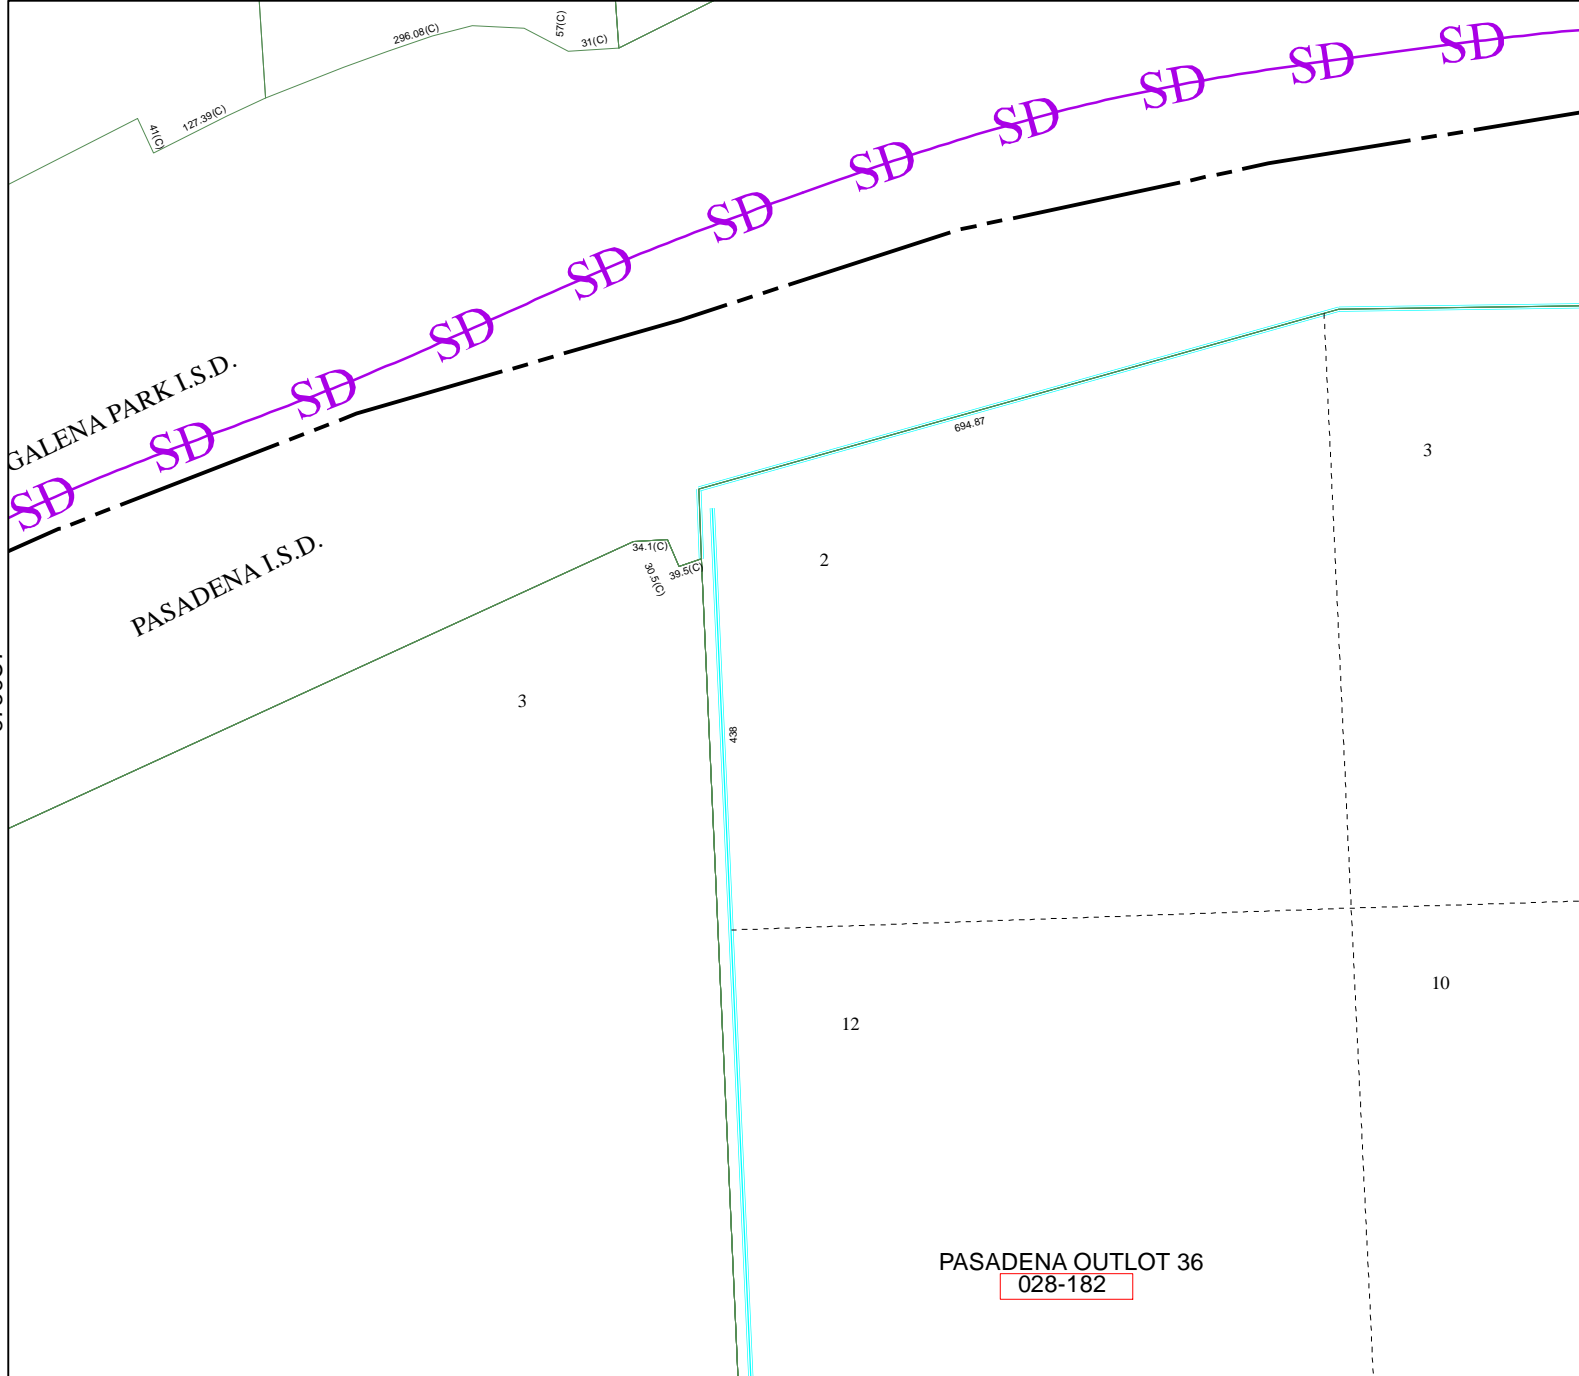 296.08(C)
57(C)
31(C)
41(C)
127.39(C)
SD
SD
SD
SD
SD
SD
SD
SD
SD
SD
SD
GALENA PARK I.S.D.
PASADENA I.S.D.
694.87
3
34.1(C)
30.5(C)
39.5(C)
2
3
438
10
12
PASADENA OUTLOT 36
028-182